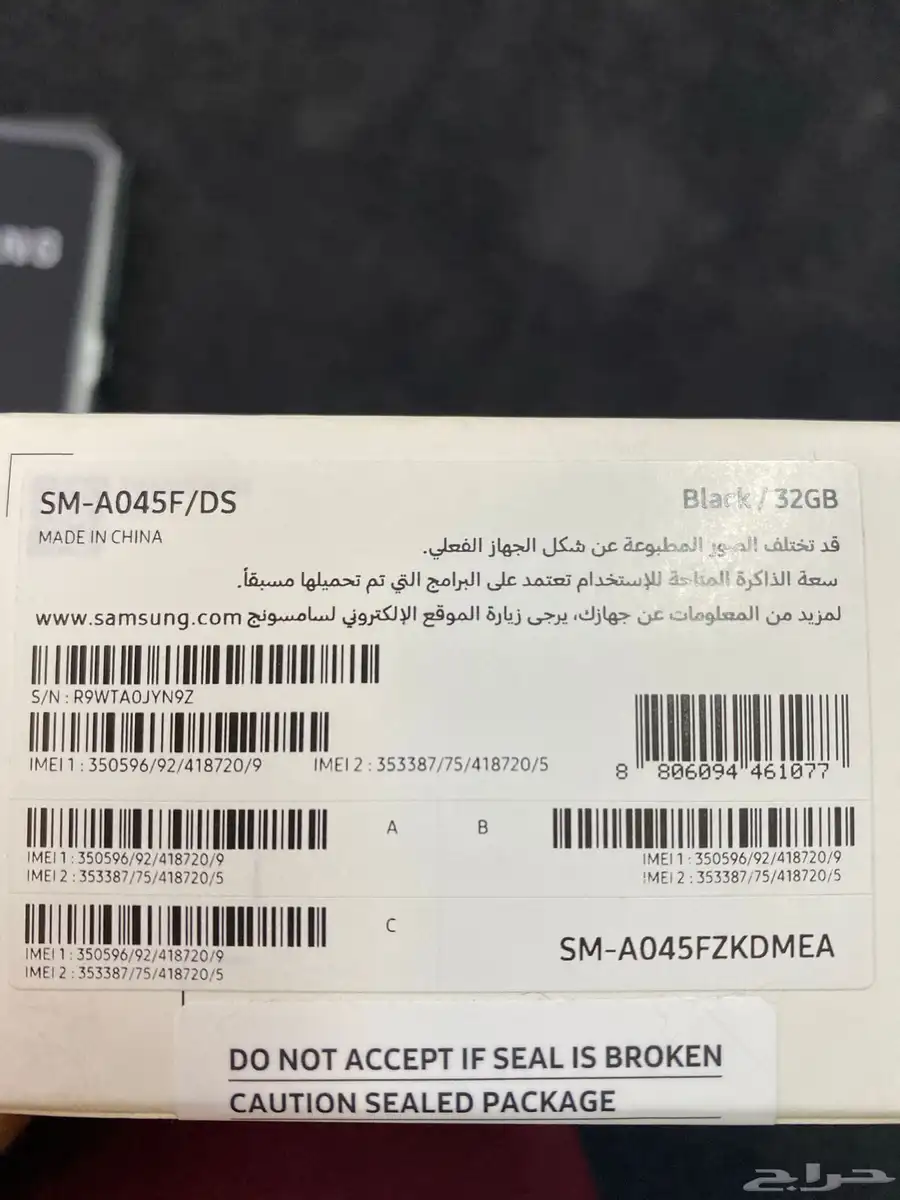 NG
SM-A045F/DS
Black / 32GB
MADE IN CHINA
قد تختلف الصور المطبوعة عن شكل الجهاز الفعلي.
سعة الذاكرة المتاحة للإستخدام تعتمد على البرامج التي تم تحميلها مسبقاً.
لمزيد من المعلومات عن جهازك، يرجى زيارة الموقع الإلكتروني لسامسونج www.samsung.com
S/N : R9WTA0JYN9Z
IMEI 1 : 350596/92/418720/9
IMEI 2 : 353387/75/418720/5
8 806094 461077
A
B
IMEI 1 : 350596/92/418720/9
IMEI 2 : 353387/75/418720/5
IMEI 1 : 350596/92/418720/9
IMEI 2 : 353387/75/418720/5
C
IMEI 1 : 350596/92/418720/9
IMEI 2 : 353387/75/418720/5
SM-A045FZKDMEA
DO NOT ACCEPT IF SEAL IS BROKEN
CAUTION SEALED PACKAGE
حراج